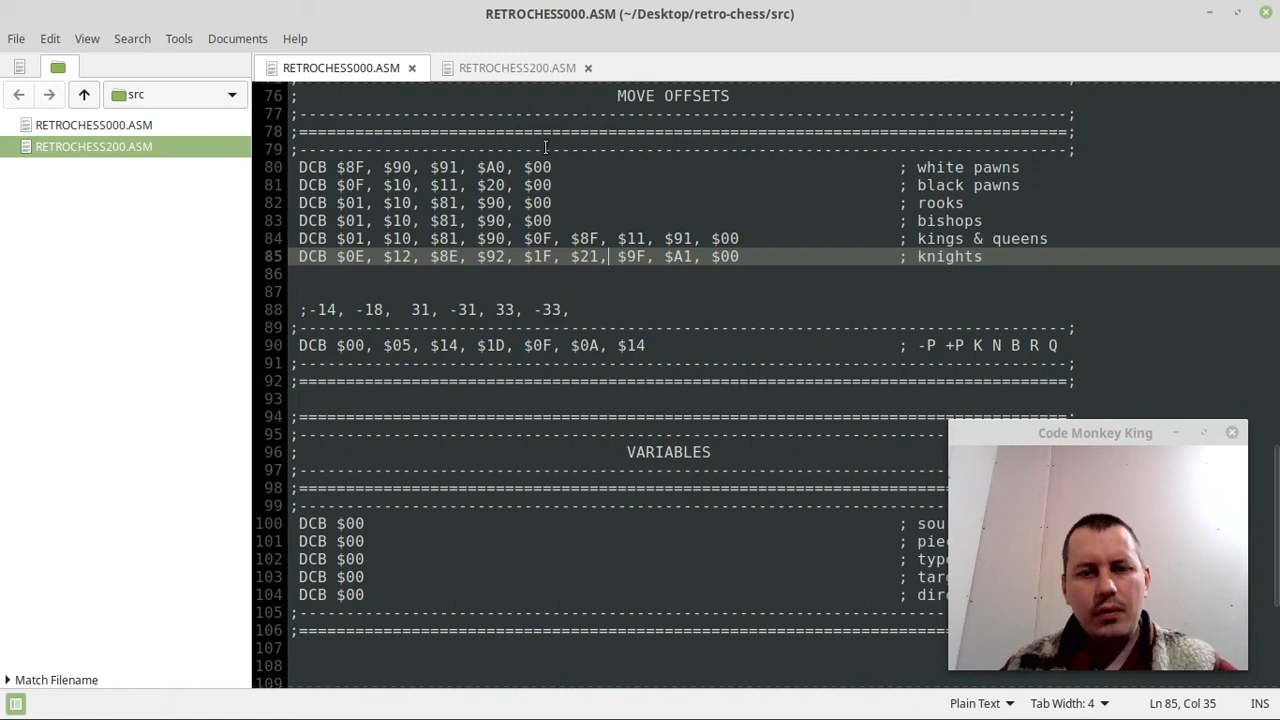 RETROCHESS000.ASM (~/Desktop/retro-chess/src)
File Edit View Search Tools Documents Help
RETROCHESS000.ASM RETROCHESS200.ASM
src
RETROCHESS000.ASM
RETROCHESS200.ASM
76 ; MOVE OFFSETS
77 ;----------------------------------------------------------------------------------;
78 ;==================================================================================;
79 ;----------------------------------------------------------------------------------;
80 DCB $8F, $90, $91, $A0, $00 ; white pawns
81 DCB $0F, $10, $11, $20, $00 ; black pawns
82 DCB $01, $10, $81, $90, $00 ; rooks
83 DCB $01, $10, $81, $90, $00 ; bishops
84 DCB $01, $10, $81, $90, $0F, $8F, $11, $91, $00 ; kings & queens
85 DCB $0E, $12, $8E, $92, $1F, $21, $9F, $A1, $00 ; knights
86
87
88 ;-14, -18, 31, -31, 33, -33,
89 ;----------------------------------------------------------------------------------;
90 DCB $00, $05, $14, $1D, $0F, $0A, $14 ; -P +P K N B R Q
91 ;----------------------------------------------------------------------------------;
92 ;==================================================================================;
93
94 ;==================================================================================;
95 ;----------------------------------------------------------------------
96 ; VARIABLES
97 ;----------------------------------------------------------------------
98 ;======================================================================
99 ;----------------------------------------------------------------------
100 DCB $00 ; sou
101 DCB $00 ; pie
102 DCB $00 ; typ
103 DCB $00 ; tar
104 DCB $00 ; dir
105 ;----------------------------------------------------------------------
106 ;======================================================================
107
108
109
Code Monkey King
Match Filename
Plain Text Tab Width: 4 Ln 85, Col 35 INS